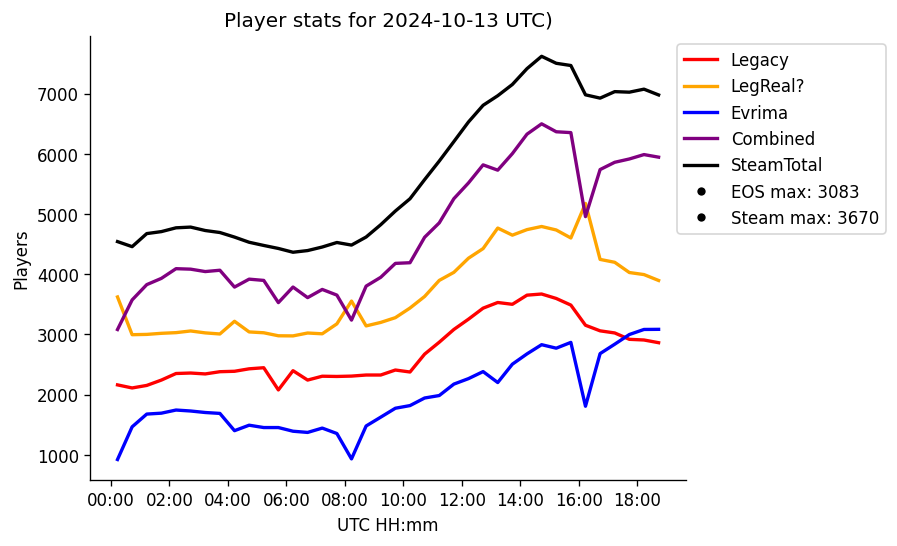 Player stats for 2024-10-13 UTC)
Legacy
LegReal?
Evrima
Combined
SteamTotal
EOS max: 3083
Steam max: 3670
Players
7000
6000
5000
4000
3000
2000
1000
00:00 02:00 04:00 06:00 08:00 10:00 12:00 14:00 16:00 18:00
UTC HH:mm